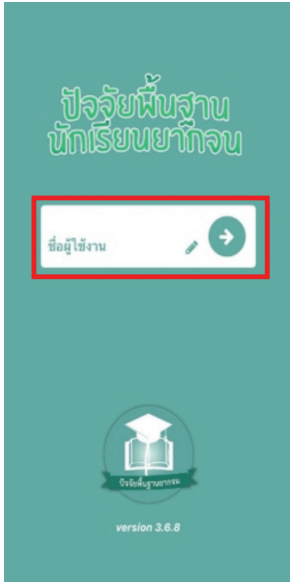 ปัจจัยพื้นฐาน
นักเรียนยากจน
ชื่อผู้ใช้งาน
ปัจจัยพื้นฐานยากจน
version 3.6.8